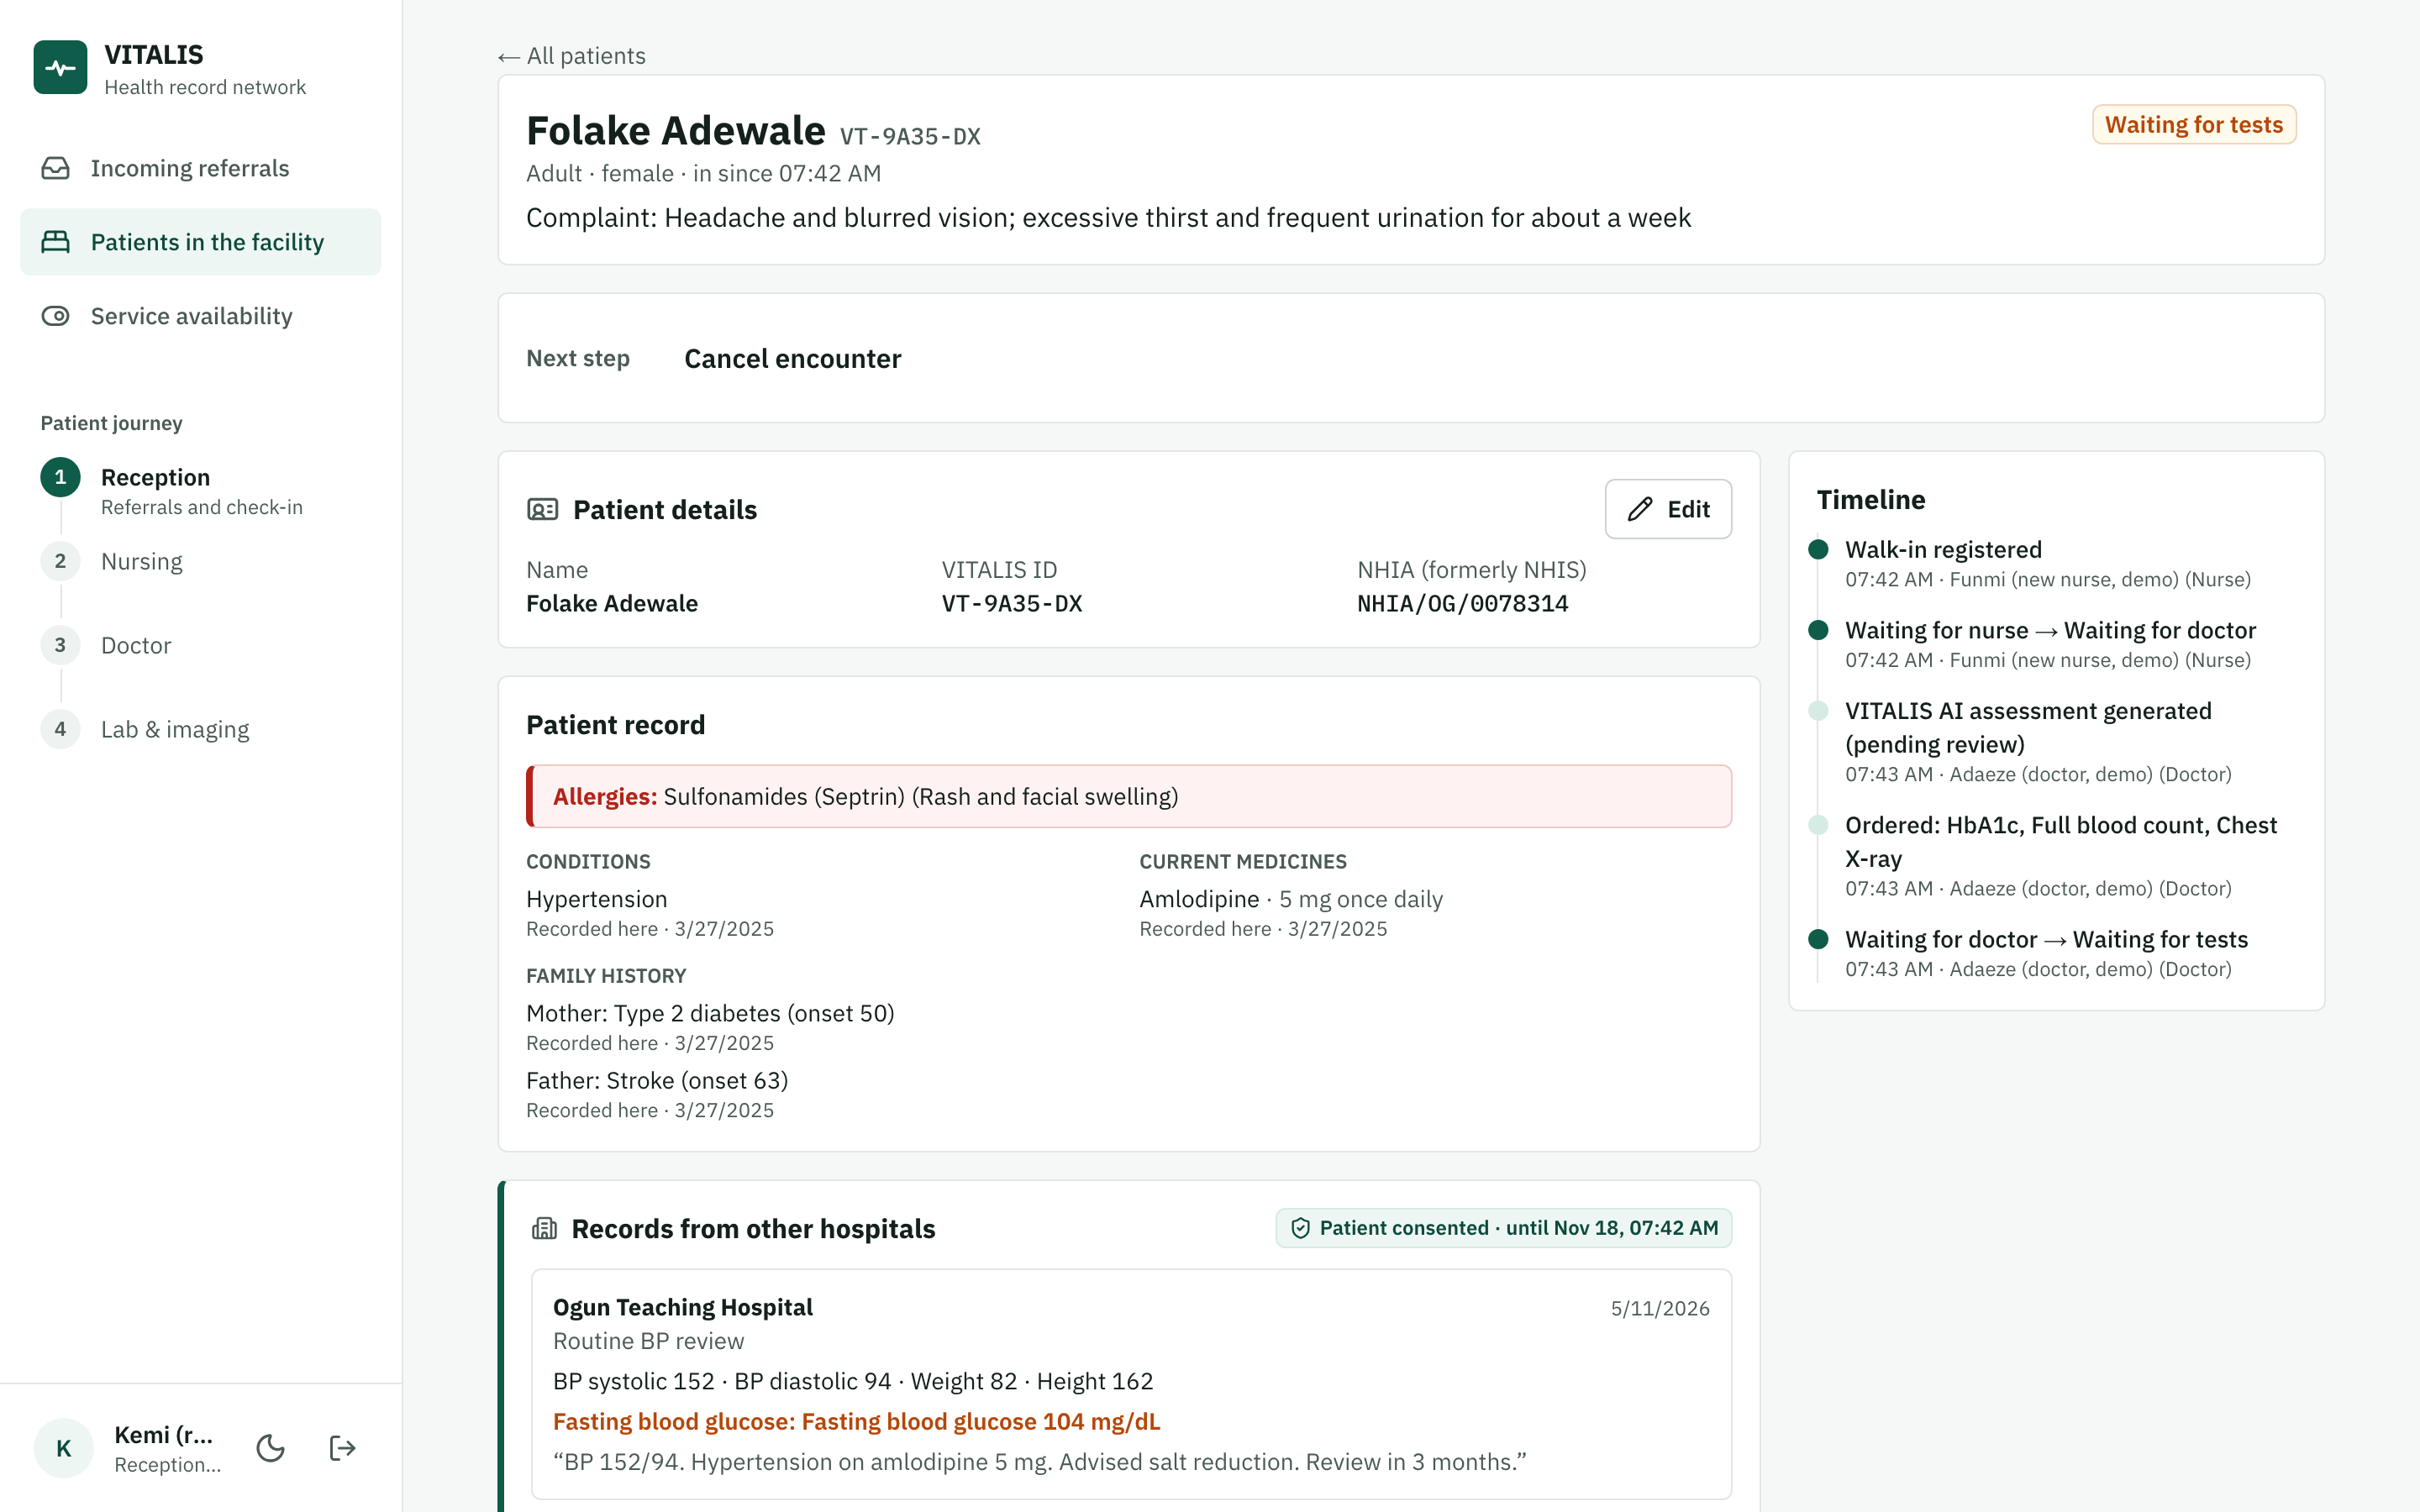 VITALIS
Health record network
Incoming referrals
Patients in the facility
Service availability
Patient journey
1 Reception
Referrals and check-in
2 Nursing
3 Doctor
4 Lab & imaging
K
Kemi (r...
Reception...
← All patients
Folake Adewale VT-9A35-DX
Waiting for tests
Adult · female · in since 07:42 AM
Complaint: Headache and blurred vision; excessive thirst and frequent urination for about a week
Next step Cancel encounter
Patient details
Edit
Name
Folake Adewale
VITALIS ID
VT-9A35-DX
NHIA (formerly NHIS)
NHIA/OG/0078314
Patient record
Allergies: Sulfonamides (Septrin) (Rash and facial swelling)
CONDITIONS
Hypertension
Recorded here · 3/27/2025
CURRENT MEDICINES
Amlodipine · 5 mg once daily
Recorded here · 3/27/2025
FAMILY HISTORY
Mother: Type 2 diabetes (onset 50)
Recorded here · 3/27/2025
Father: Stroke (onset 63)
Recorded here · 3/27/2025
Records from other hospitals
Patient consented · until Nov 18, 07:42 AM
Ogun Teaching Hospital
5/11/2026
Routine BP review
BP systolic 152 · BP diastolic 94 · Weight 82 · Height 162
Fasting blood glucose: Fasting blood glucose 104 mg/dL
“BP 152/94. Hypertension on amlodipine 5 mg. Advised salt reduction. Review in 3 months.”
Timeline
Walk-in registered
07:42 AM · Funmi (new nurse, demo) (Nurse)
Waiting for nurse → Waiting for doctor
07:42 AM · Funmi (new nurse, demo) (Nurse)
VITALIS AI assessment generated
(pending review)
07:43 AM · Adaeze (doctor, demo) (Doctor)
Ordered: HbA1c, Full blood count, Chest
X-ray
07:43 AM · Adaeze (doctor, demo) (Doctor)
Waiting for doctor → Waiting for tests
07:43 AM · Adaeze (doctor, demo) (Doctor)